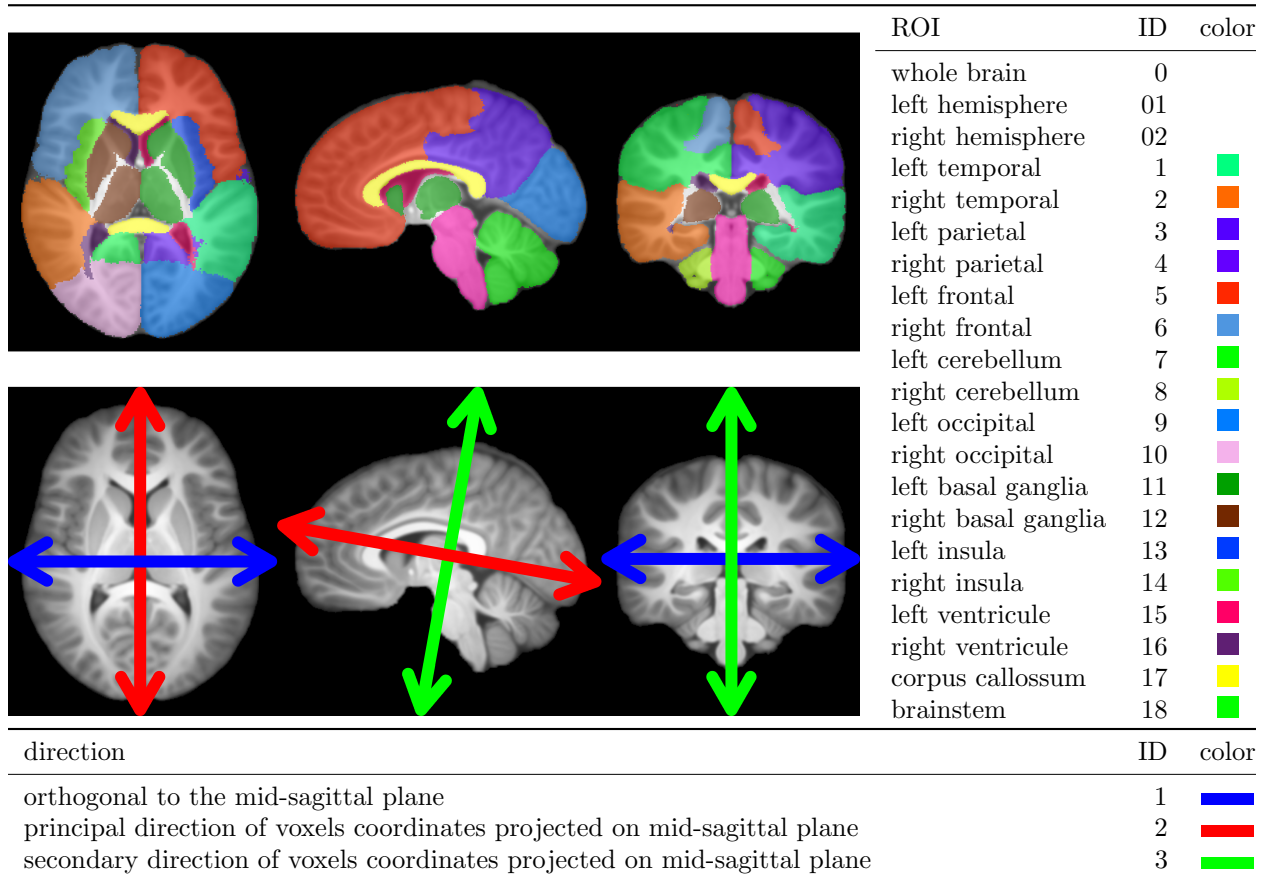 ROI ID color
whole brain 0
left hemisphere 01
right hemisphere 02
left temporal 1
right temporal 2
left parietal 3
right parietal 4
left frontal 5
right frontal 6
left cerebellum 7
right cerebellum 8
left occipital 9
right occipital 10
left basal ganglia 11
right basal ganglia 12
left insula 13
right insula 14
left ventricule 15
right ventricule 16
corpus callossum 17
brainstem 18
direction ID color
orthogonal to the mid-sagittal plane 1
principal direction of voxels coordinates projected on mid-sagittal plane 2
secondary direction of voxels coordinates projected on mid-sagittal plane 3